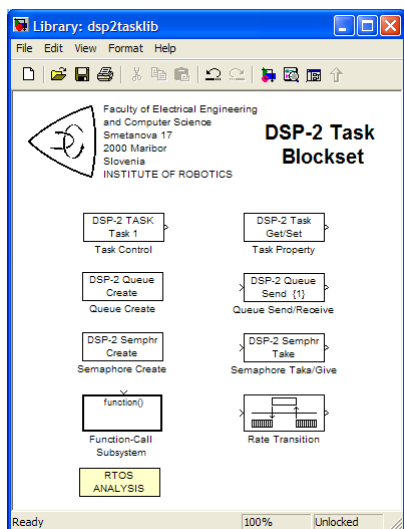 Library: dsp2tasklib
File Edit View Format Help
Faculty of Electrical Engineering
and Computer Science
Smetanova 17
2000 Maribor
Slovenia
INSTITUTE OF ROBOTICS
DSP-2 Task
Blockset
DSP-2 TASK
Task 1
Task Control
DSP-2 Task
Get/Set
Task Property
DSP-2 Queue
Create
Queue Create
DSP-2 Queue
Send {1}
Queue Send/Receive
DSP-2 Semphr
Create
Semaphore Create
DSP-2 Semphr
Take
Semaphore Taka/Give
function()
Function-Call
Subsystem
Rate Transition
RTOS
ANALYSIS
Ready 100% Unlocked